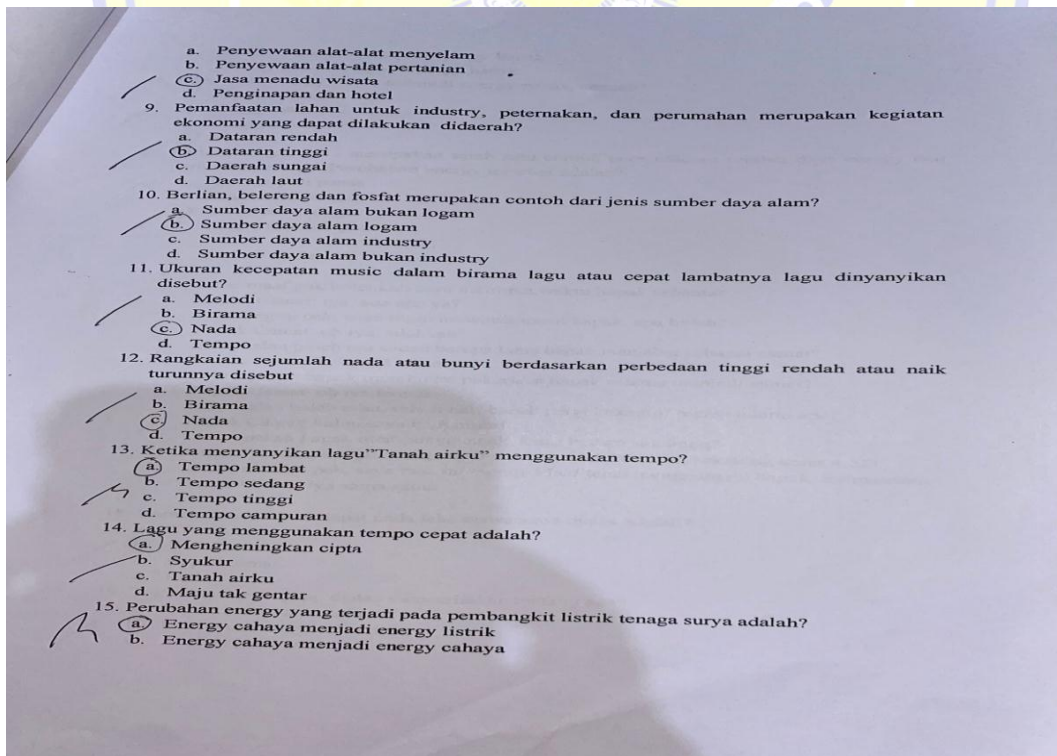 a. Penyewaan alat-alat menyelam
b. Penyewaan alat-alat pertanian
c. Jasa menadu wisata
d. Penginapan dan hotel
9. Pemanfaatan lahan untuk industry, peternakan, dan perumahan merupakan kegiatan
ekonomi yang dapat dilakukan didaerah?
a. Dataran rendah
b. Dataran tinggi
c. Daerah sungai
d. Daerah laut
10. Berlian, belereng dan fosfat merupakan contoh dari jenis sumber daya alam?
a. Sumber daya alam bukan logam
b. Sumber daya alam logam
c. Sumber daya alam industry
d. Sumber daya alam bukan industry
11. Ukuran kecepatan music dalam birama lagu atau cepat lambatnya lagu dinyanyikan
disebut?
a. Melodi
b. Birama
c. Nada
d. Tempo
12. Rangkaian sejumlah nada atau bunyi berdasarkan perbedaan tinggi rendah atau naik
turunnya disebut
a. Melodi
b. Birama
c. Nada
d. Tempo
13. Ketika menyanyikan lagu”Tanah airku” menggunakan tempo?
a. Tempo lambat
b. Tempo sedang
c. Tempo tinggi
d. Tempo campuran
14. Lagu yang menggunakan tempo cepat adalah?
a. Mengheningkan cipta
b. Syukur
c. Tanah airku
d. Maju tak gentar
15. Perubahan energy yang terjadi pada pembangkit listrik tenaga surya adalah?
a. Energy cahaya menjadi energy listrik
b. Energy cahaya menjadi energy cahaya